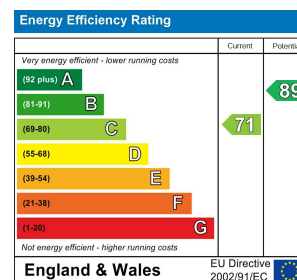 Energy Efficiency Rating
Current
Very energy efficient - lower running costs
(92 plus) A
(81-91) B
89
(69-80) C
71
(55-68) D
(39-54) E
(21-38) F
(1-20) G
Not energy efficient - higher running costs
England & Wales
EU Directive
2002/91/EC